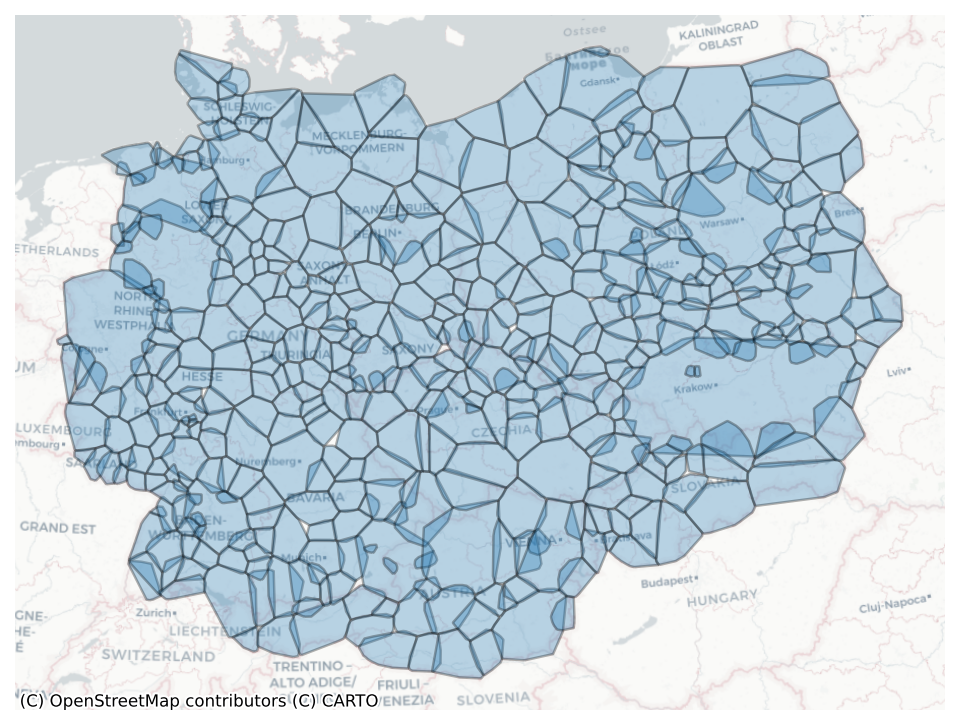 Ostsee
Балтийское
море
KALININGRAD
OBLAST
Gdansk
SCHLESWIG-
HOLSTEIN
MECKLENBURG-
VORPOMMERN
Hamburg
LOWER
SAXONY
BRANDENBURG
BERLIN
Warsaw
POLAND
Brest
ETHERLANDS
Łódź
SAXONY-
ANHALT
NORTH
RHINE-
WESTPHALIA
GERMANY
Cologne
THURINGIA
SAXONY
UM
HESSE
Krakow
Lviv
Frankfurt
Prague
LUXEMBOURG
embourg
CZECHIA
SAARLAND
Nuremberg
SLOVAKIA
BAVARIA
GRAND EST
BADEN-
WÜRTTEMBERG
VIENNA
Bratislava
Munich
Budapest
AUSTRIA
HUNGARY
Cluj-Napoca
Zurich
GNE-
HE-
É
LIECHTENSTEIN
SWITZERLAND
TRENTINO –
ALTO ADIGE/
FRIULI –
VENEZIA
SLOVENIA
(C) OpenStreetMap contributors (C) CARTO